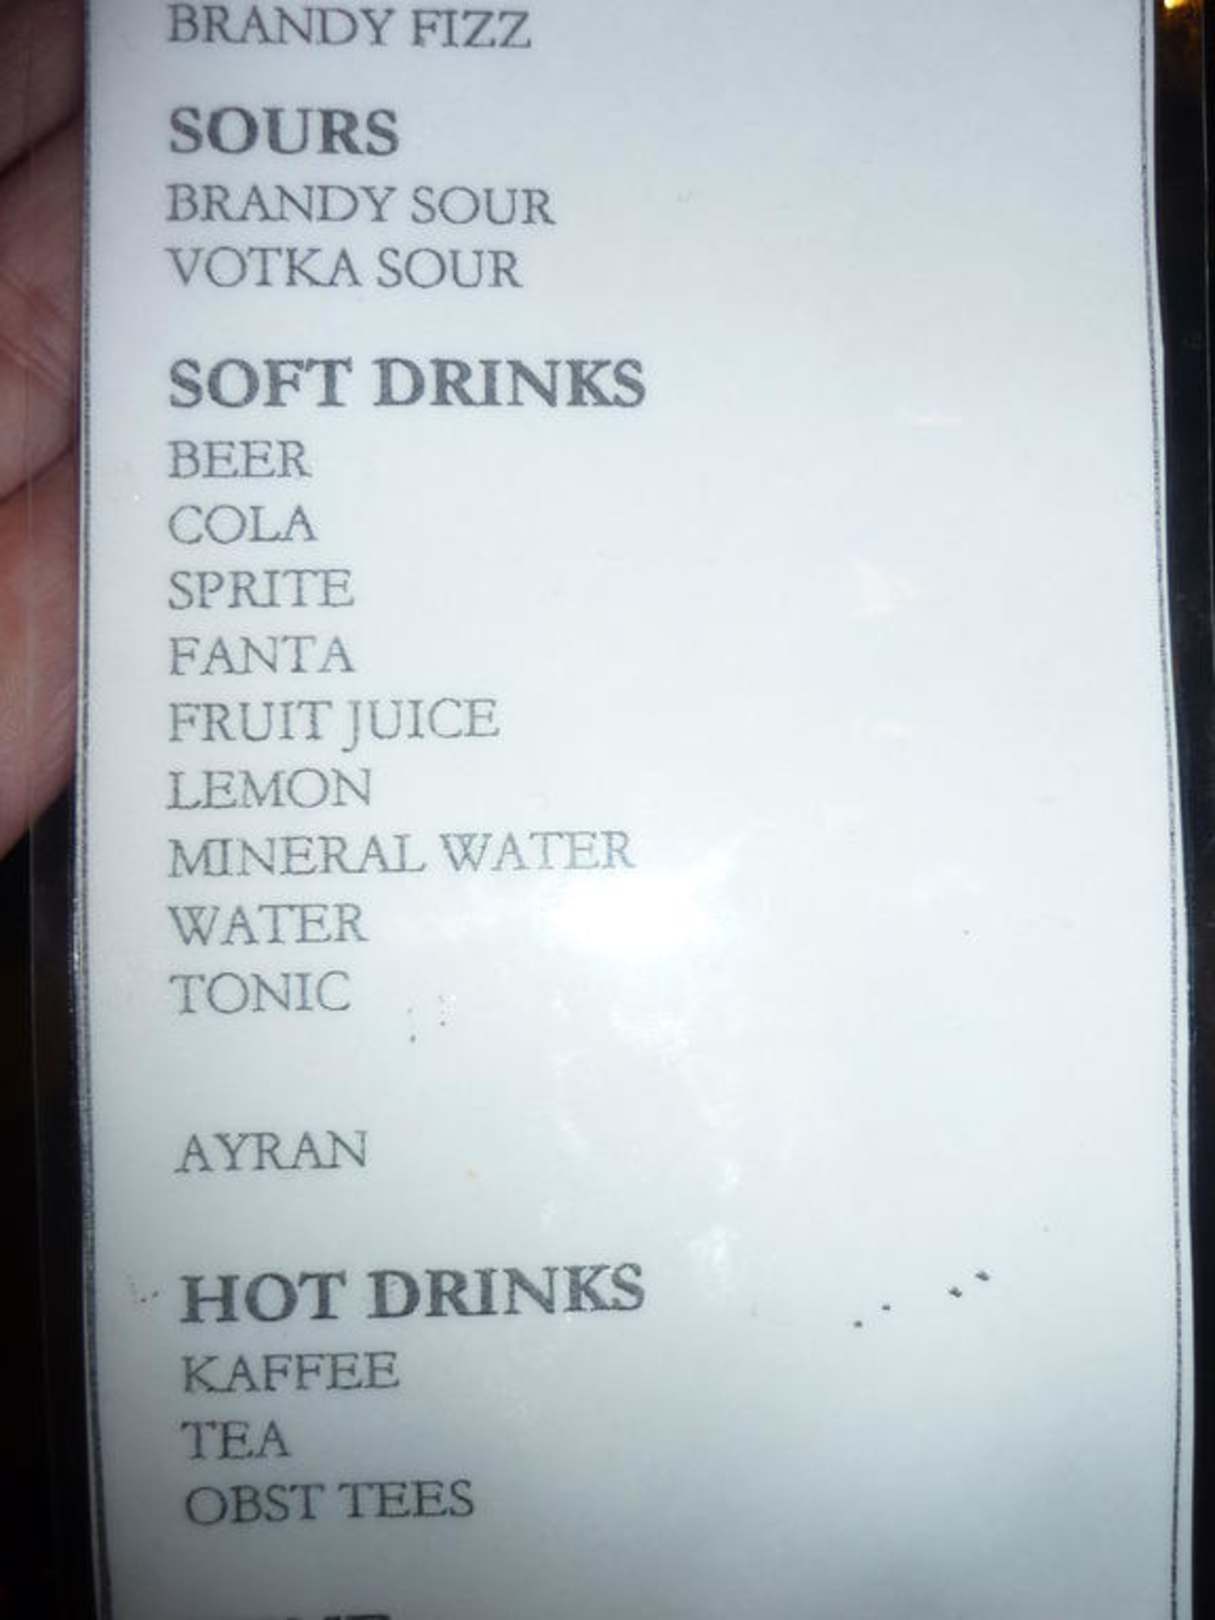 BRANDY FIZZ
SOURS
BRANDY SOUR
VOTKA SOUR
SOFT DRINKS
BEER
COLA
SPRITE
FANTA
FRUIT JUICE
LEMON
MINERAL WATER
WATER
TONIC
AYRAN
HOT DRINKS
KAFFEE
TEA
OBST TEES